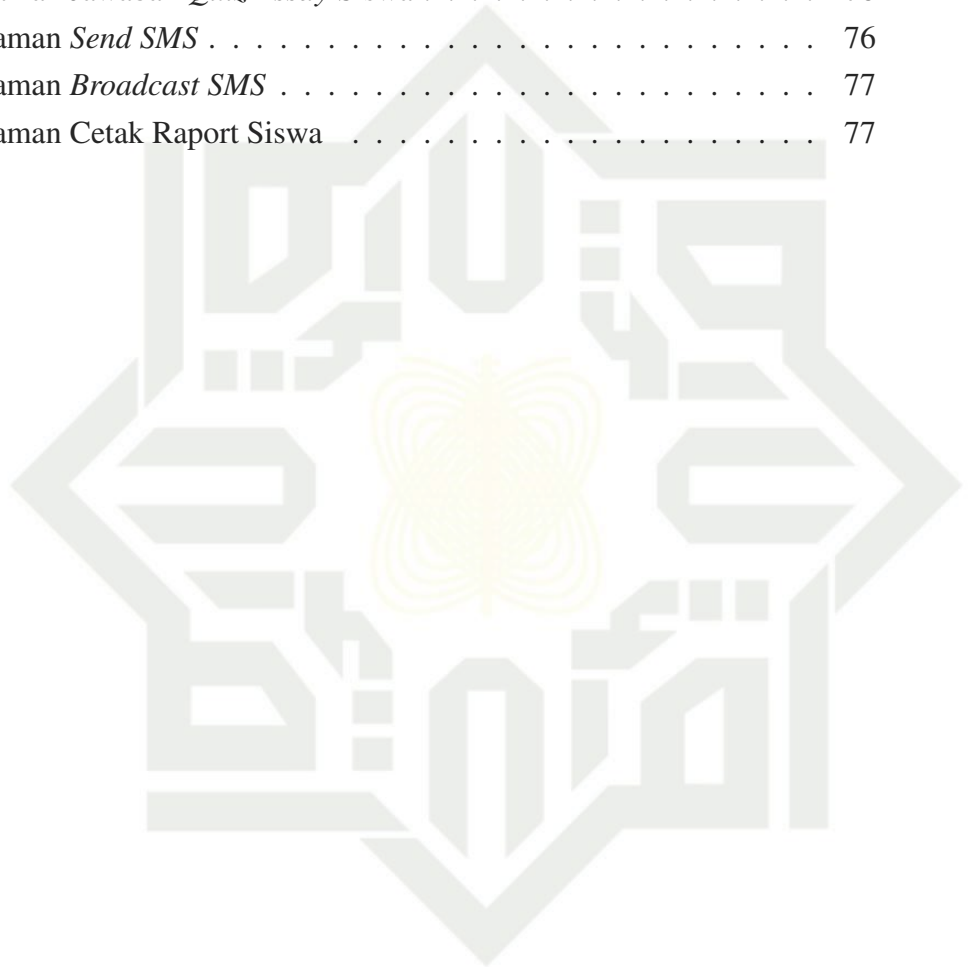 aman Send SMS . . . . . . . . . . . . . . . . . . . . . . . . . . 76
aman Broadcast SMS . . . . . . . . . . . . . . . . . . . . . . . 77
aman Cetak Raport Siswa . . . . . . . . . . . . . . . . . . . . 77